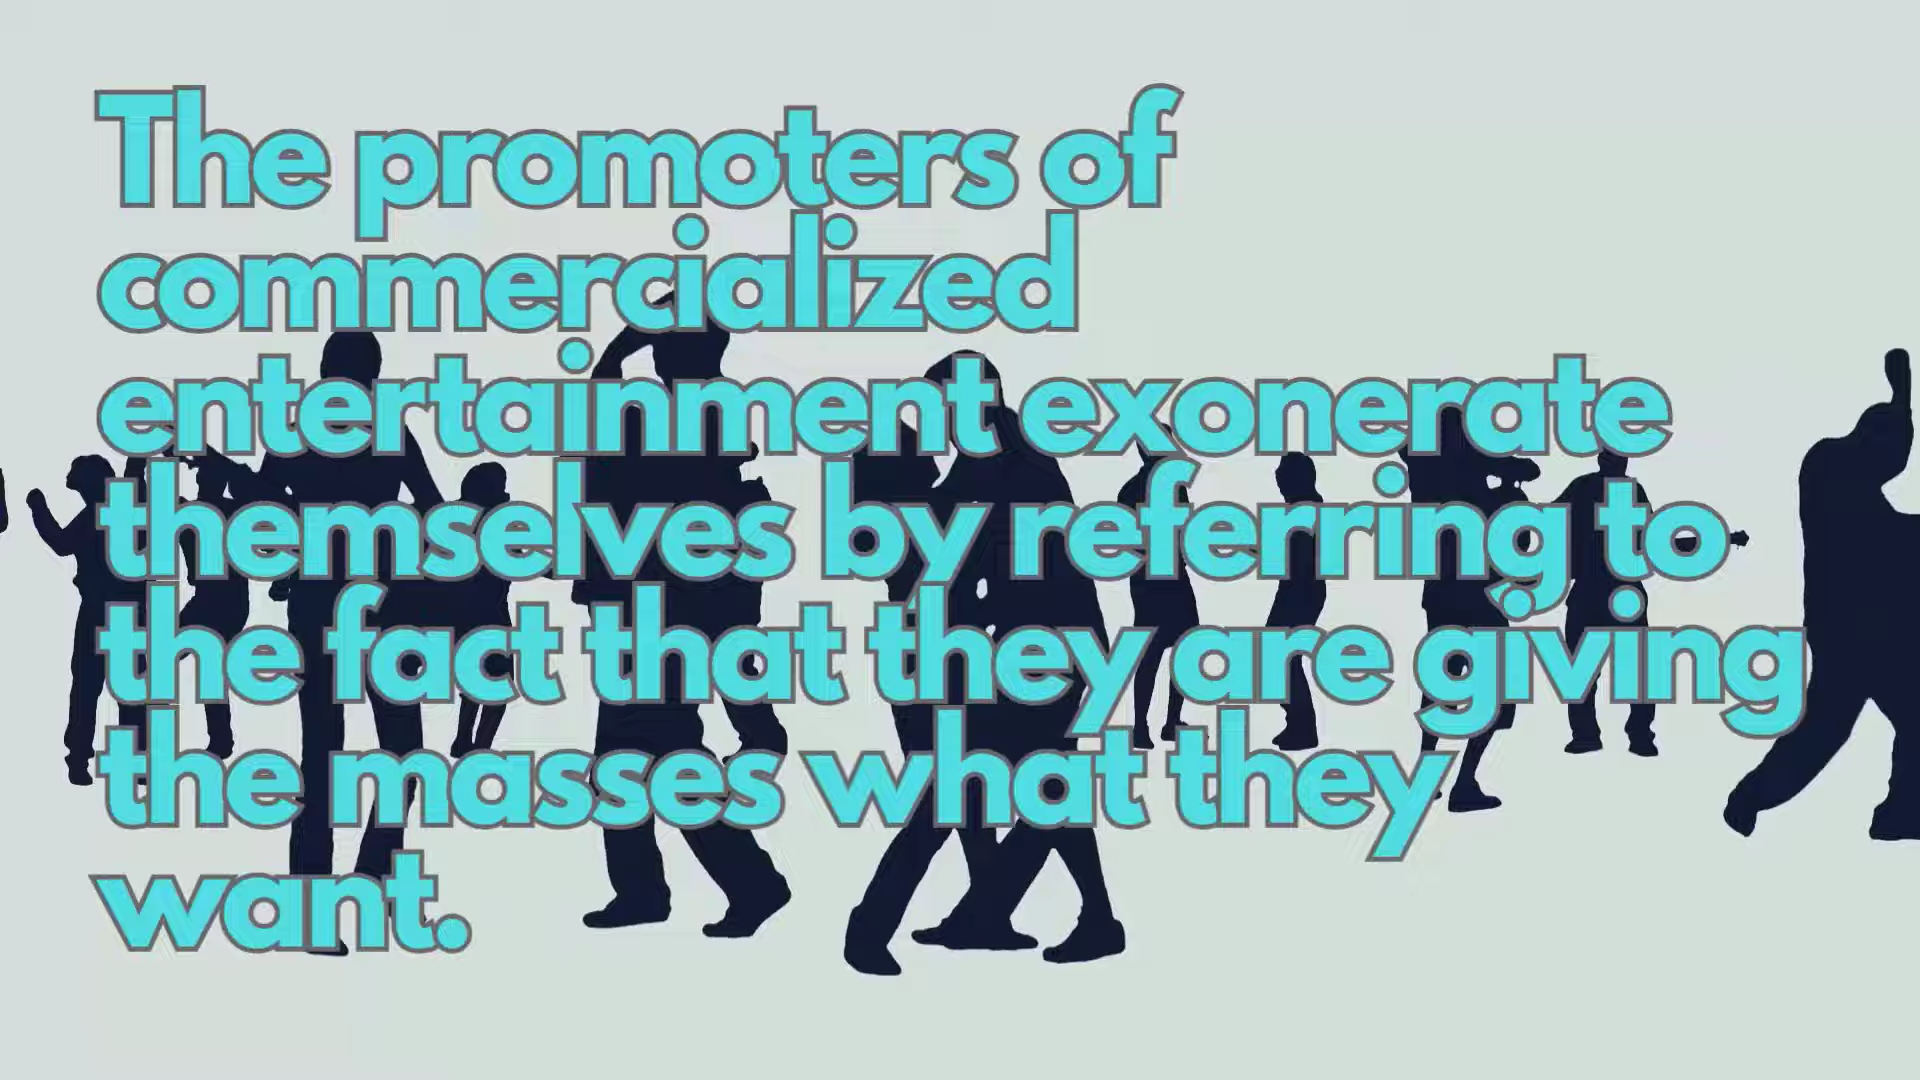 The promoters of
commercialized
entertainment exonerate
themselves by referring to
the fact that they are giving
the masses what they
want.